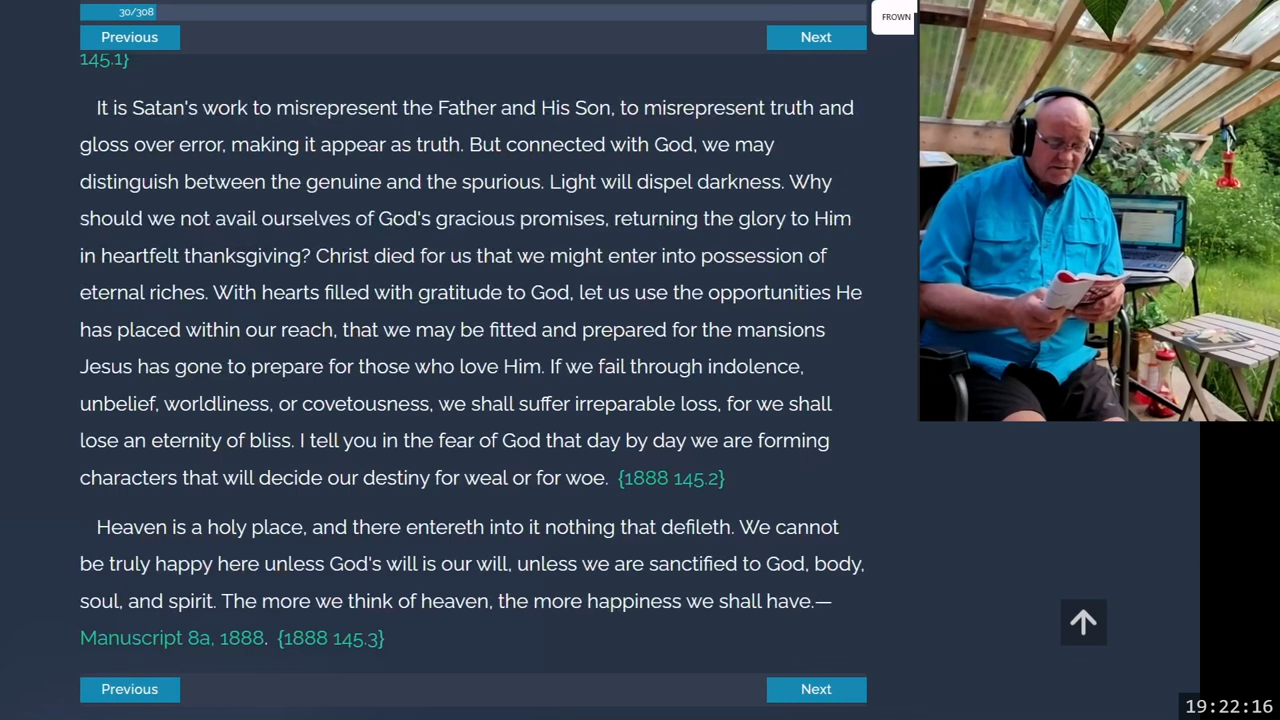 30/308
FROWN
Previous
Next
145.1}
It is Satan's work to misrepresent the Father and His Son, to misrepresent truth and
gloss over error, making it appear as truth. But connected with God, we may
distinguish between the genuine and the spurious. Light will dispel darkness. Why
should we not avail ourselves of God's gracious promises, returning the glory to Him
in heartfelt thanksgiving? Christ died for us that we might enter into possession of
eternal riches. With hearts filled with gratitude to God, let us use the opportunities He
has placed within our reach, that we may be fitted and prepared for the mansions
Jesus has gone to prepare for those who love Him. If we fail through indolence,
unbelief, worldliness, or covetousness, we shall suffer irreparable loss, for we shall
lose an eternity of bliss. I tell you in the fear of God that day by day we are forming
characters that will decide our destiny for weal or for woe. {1888 145.2}
Heaven is a holy place, and there entereth into it nothing that defileth. We cannot
be truly happy here unless God's will is our will, unless we are sanctified to God, body,
soul, and spirit. The more we think of heaven, the more happiness we shall have.—
Manuscript 8a, 1888. {1888 145.3}
Previous
Next
19:22:16